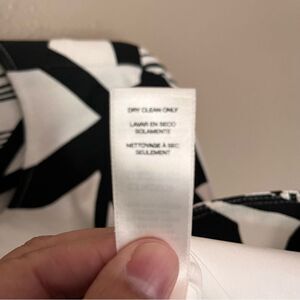 DRY CLEAN ONLY
LAVAR EN SECO
SOLAMENTE
NETTOYAGE À SEC
SEULEMENT